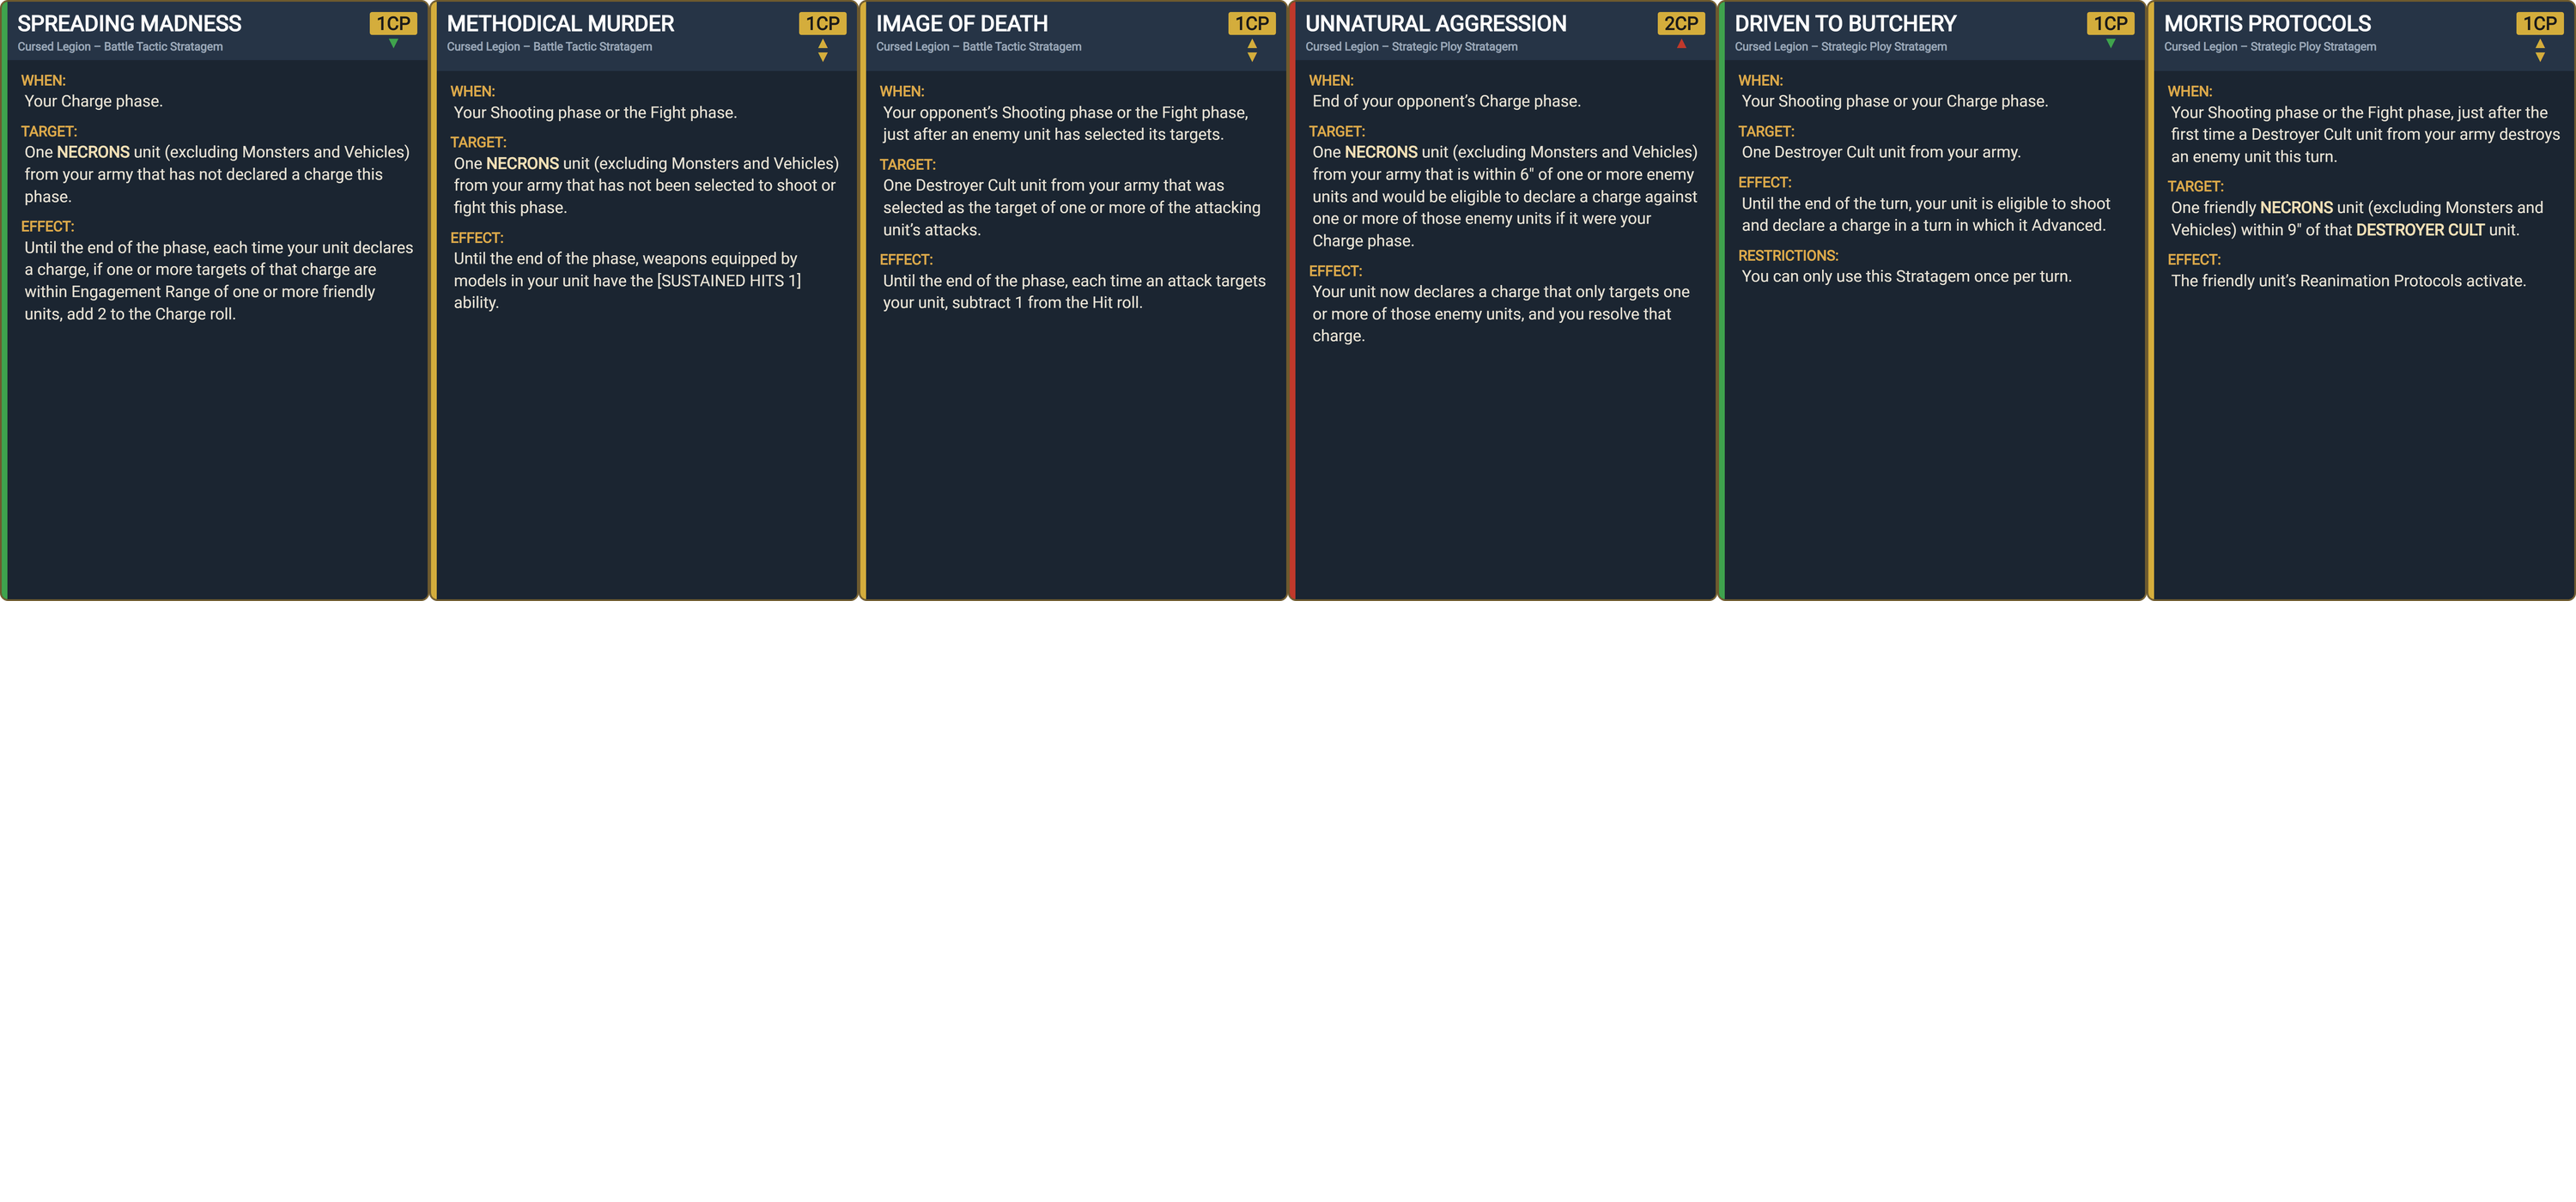 SPREADING MADNESS
1CP
Cursed Legion – Battle Tactic Stratagem
WHEN:
Your Charge phase.
TARGET:
One NECRONS unit (excluding Monsters and Vehicles)
from your army that has not declared a charge this
phase.
EFFECT:
Until the end of the phase, each time your unit declares
a charge, if one or more targets of that charge are
within Engagement Range of one or more friendly
units, add 2 to the Charge roll.
METHODICAL MURDER
1CP
Cursed Legion – Battle Tactic Stratagem
WHEN:
Your Shooting phase or the Fight phase.
TARGET:
One NECRONS unit (excluding Monsters and Vehicles)
from your army that has not been selected to shoot or
fight this phase.
EFFECT:
Until the end of the phase, weapons equipped by
models in your unit have the [SUSTAINED HITS 1]
ability.
IMAGE OF DEATH
1CP
Cursed Legion – Battle Tactic Stratagem
WHEN:
Your opponent’s Shooting phase or the Fight phase,
just after an enemy unit has selected its targets.
TARGET:
One Destroyer Cult unit from your army that was
selected as the target of one or more of the attacking
unit’s attacks.
EFFECT:
Until the end of the phase, each time an attack targets
your unit, subtract 1 from the Hit roll.
UNNATURAL AGGRESSION
2CP
Cursed Legion – Strategic Ploy Stratagem
WHEN:
End of your opponent’s Charge phase.
TARGET:
One NECRONS unit (excluding Monsters and Vehicles)
from your army that is within 6" of one or more enemy
units and would be eligible to declare a charge against
one or more of those enemy units if it were your
Charge phase.
EFFECT:
Your unit now declares a charge that only targets one
or more of those enemy units, and you resolve that
charge.
DRIVEN TO BUTCHERY
1CP
Cursed Legion – Strategic Ploy Stratagem
WHEN:
Your Shooting phase or your Charge phase.
TARGET:
One Destroyer Cult unit from your army.
EFFECT:
Until the end of the turn, your unit is eligible to shoot
and declare a charge in a turn in which it Advanced.
RESTRICTIONS:
You can only use this Stratagem once per turn.
MORTIS PROTOCOLS
1CP
Cursed Legion – Strategic Ploy Stratagem
WHEN:
Your Shooting phase or the Fight phase, just after the
first time a Destroyer Cult unit from your army destroys
an enemy unit this turn.
TARGET:
One friendly NECRONS unit (excluding Monsters and
Vehicles) within 9" of that DESTROYER CULT unit.
EFFECT:
The friendly unit’s Reanimation Protocols activate.